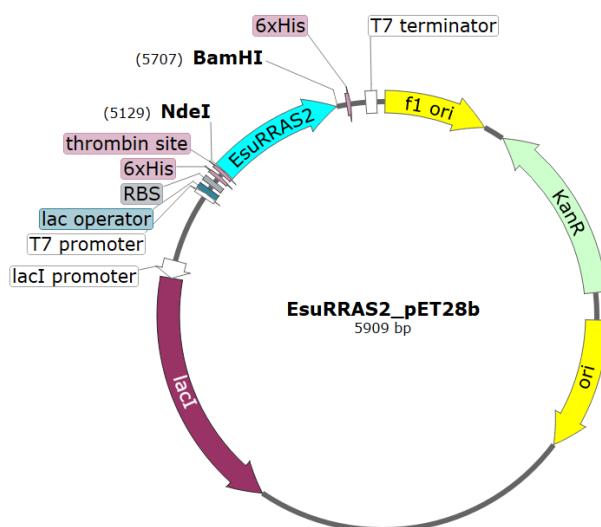 6xHis
T7 terminator
(5707) BamHI
(5129) NdeI
thrombin site
6xHis
RBS
lac operator
T7 promoter
lacI promoter
EsuRRAS2
f1 ori
KanR
ori
lacI
EsuRRAS2_pET28b
5909 bp